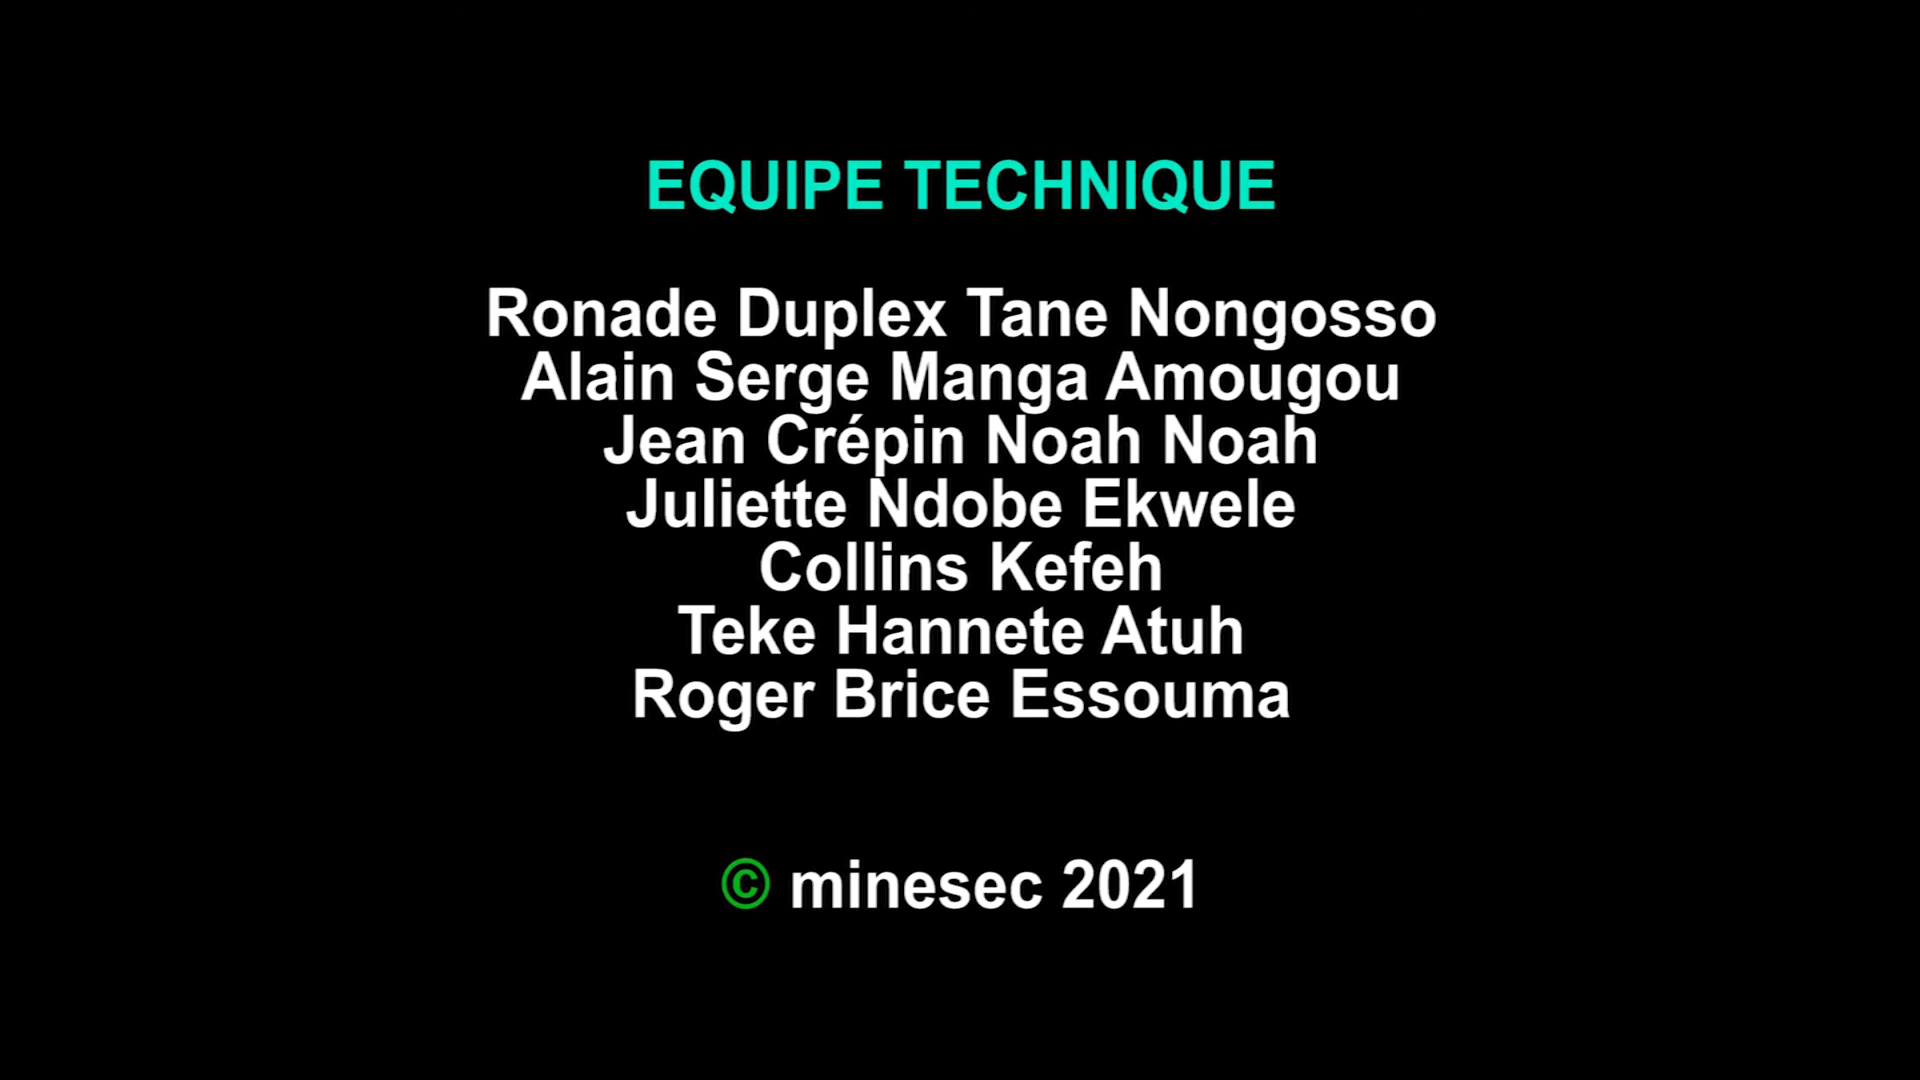 EQUIPE TECHNIQUE
Ronade Duplex Tane Nongosso
Alain Serge Manga Amougou
Jean Crépin Noah Noah
Juliette Ndobe Ekwele
Collins Kefeh
Teke Hannete Atuh
Roger Brice Essouma
© minesec 2021